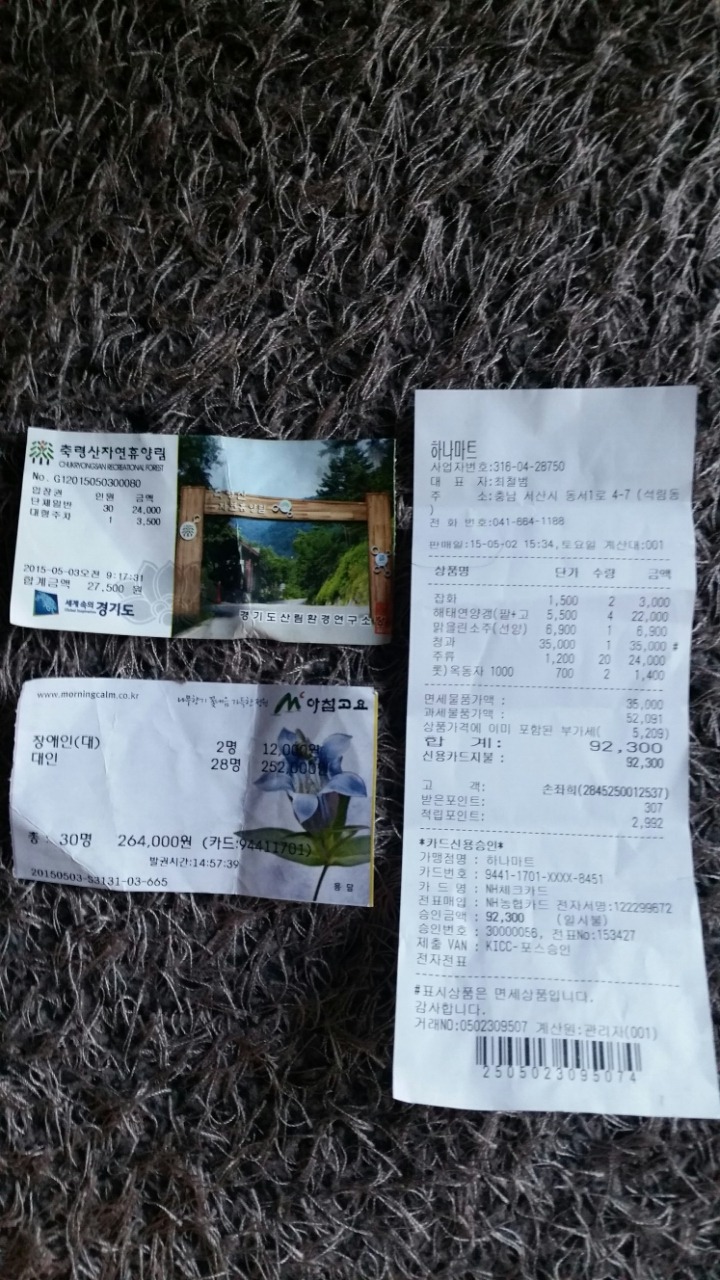 축령산자연휴양림
CHUKRYONGSAN RECREATIONAL FOREST
No. G12015050300080
입장권 인원 금액
단체일반 30 24,000
대형주차 1 3,500
2015-05-03오전 9:17:31
합계금액 27,500 원
세계속의 경기도
Global Inspiration
경기도산림환경연구소
www.morningcalm.co.kr
아침고요
장애인(대) 2명 12,000원
대인 28명 252,000원
총: 30명 264,000원 (카드:94411701)
발권시간:14:57:39
20150503-53131-03-665
하나마트
사업자번호:316-04-28750
대 표 자:최철범
주 소:충남 서산시 동서1로 4-7 (석림동
)
전 화 번호:041-664-1188
판매일:15-05-02 15:34,토요일 계산대:001
상품명 단가 수량 금액
잡화 1,500 2 3,000
해태연양갱(팥+고 5,500 4 22,000
맑을린소주(선양) 6,900 1 6,900
청과 35,000 1 35,000 #
주류 1,200 20 24,000
롯)옥동자 1000 700 2 1,400
면세물품가액: 35,000
과세물품가액: 52,091
상품가격에 이미 포함된 부가세( 5,209)
합 계: 92,300
신용카드지불: 92,300
고 객: 손좌희(2845250012537)
받은포인트: 307
적립포인트: 2,992
*카드신용승인*
가맹점명 : 하나마트
카드번호 : 9441-1701-XXXX-8451
카 드 명 : NH체크카드
전표매입 : NH농협카드 전자서명:122299672
승인금액 : 92,300 (일시불)
승인번호 : 30000056, 전표No:153427
제출 VAN : KICC-포스승인
전자전표
#표시상품은 면세상품입니다.
감사합니다.
거래NO:0502309507 계산원:관리자(001)
2505023095074